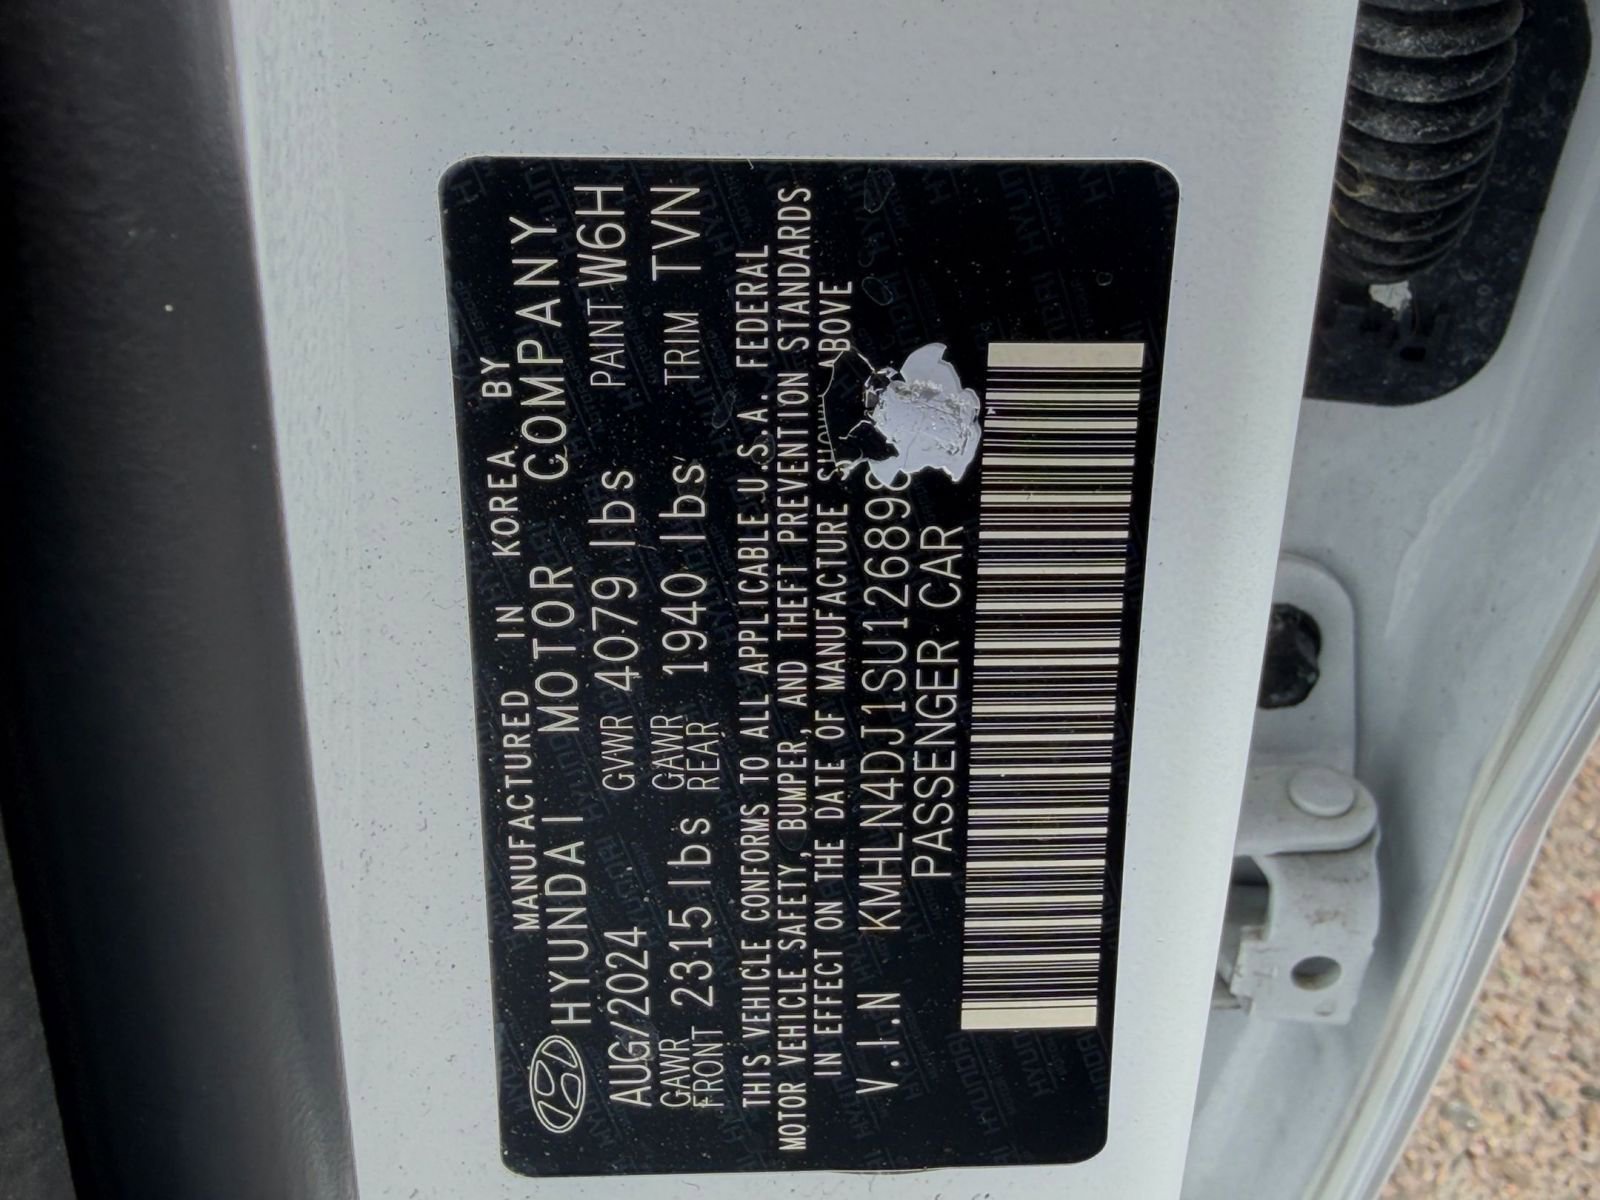 MANUFACTURED IN KOREA BY
HYUNDAI MOTOR COMPANY
AUG/2024 GVWR 4079 lbs PAINT W6H
GAWR FRONT 2315 lbs GAWR REAR 1940 lbs TRIM TVN
THIS VEHICLE CONFORMS TO ALL APPLICABLE U.S.A. FEDERAL
MOTOR VEHICLE SAFETY, BUMPER, AND THEFT PREVENTION STANDARDS
IN EFFECT ON THE DATE OF MANUFACTURE SHOWN ABOVE
V.I.N KMHLN4DJ1SU126898
PASSENGER CAR